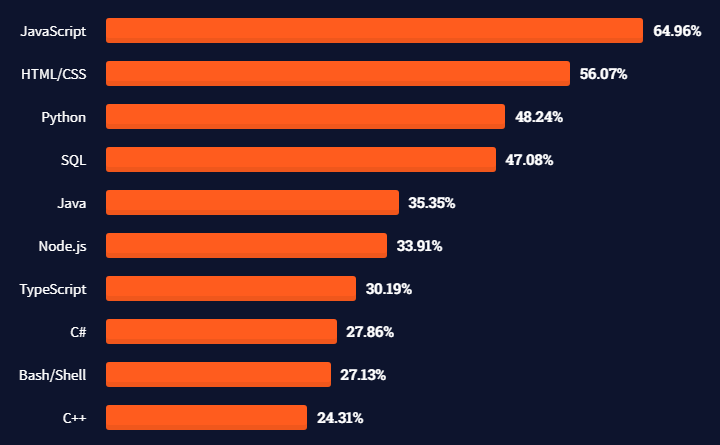 JavaScript 64.96%
HTML/CSS 56.07%
Python 48.24%
SQL 47.08%
Java 35.35%
Node.js 33.91%
TypeScript 30.19%
C# 27.86%
Bash/Shell 27.13%
C++ 24.31%